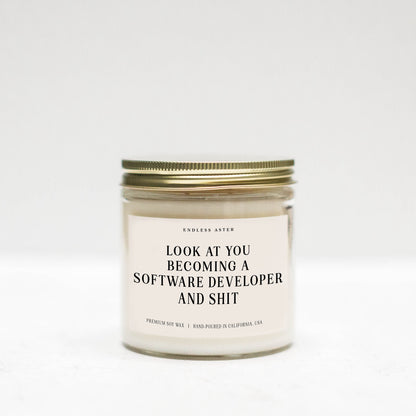 ENDLESS ASTER
LOOK AT YOU
BECOMING A
SOFTWARE DEVELOPER
AND SHIT
PREMIUM SOY WAX | HAND-POURED IN CALIFORNIA, USA